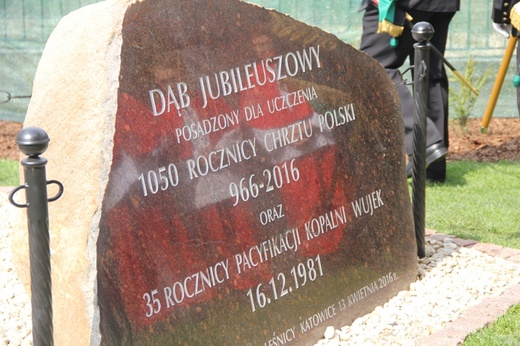 DĄB JUBILEUSZOWY
POSADZONY DLA UCZCZENIA
1050 ROCZNICY CHRZTU POLSKI
966-2016
ORAZ
35 ROCZNICY PACYFIKACJI KOPALNI WUJEK
16.12.1981
LEŚNICY KATOWICE 13 KWIETNIA 2016